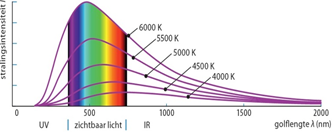 stralingsintensiteit I
6000 K
5500 K
5000 K
4500 K
4000 K
0
500
1000
1500
2000
UV | zichtbaar licht | IR
golflengte λ (nm)